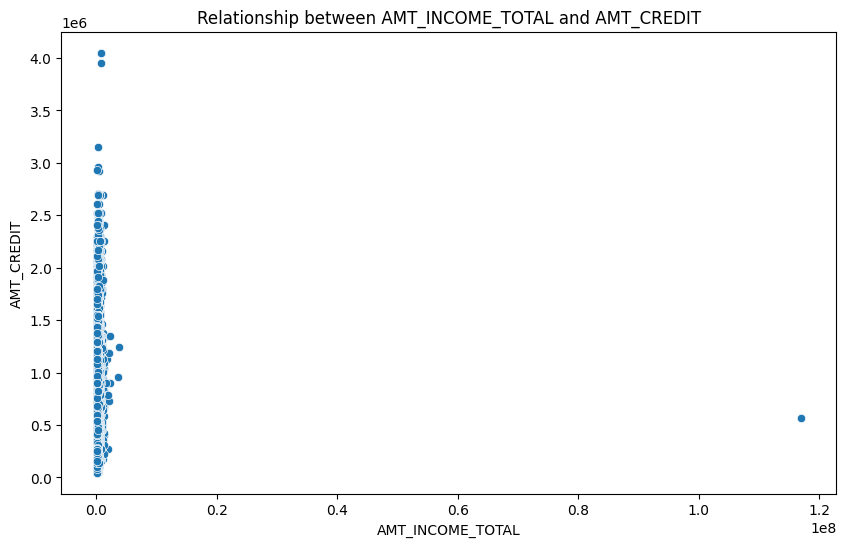 Relationship between AMT_INCOME_TOTAL and AMT_CREDIT
1e6
4.0
3.5
3.0
2.5
2.0
1.5
1.0
0.5
0.0
AMT_CREDIT
0.0 0.2 0.4 0.6 0.8 1.0 1.2
1e8
AMT_INCOME_TOTAL